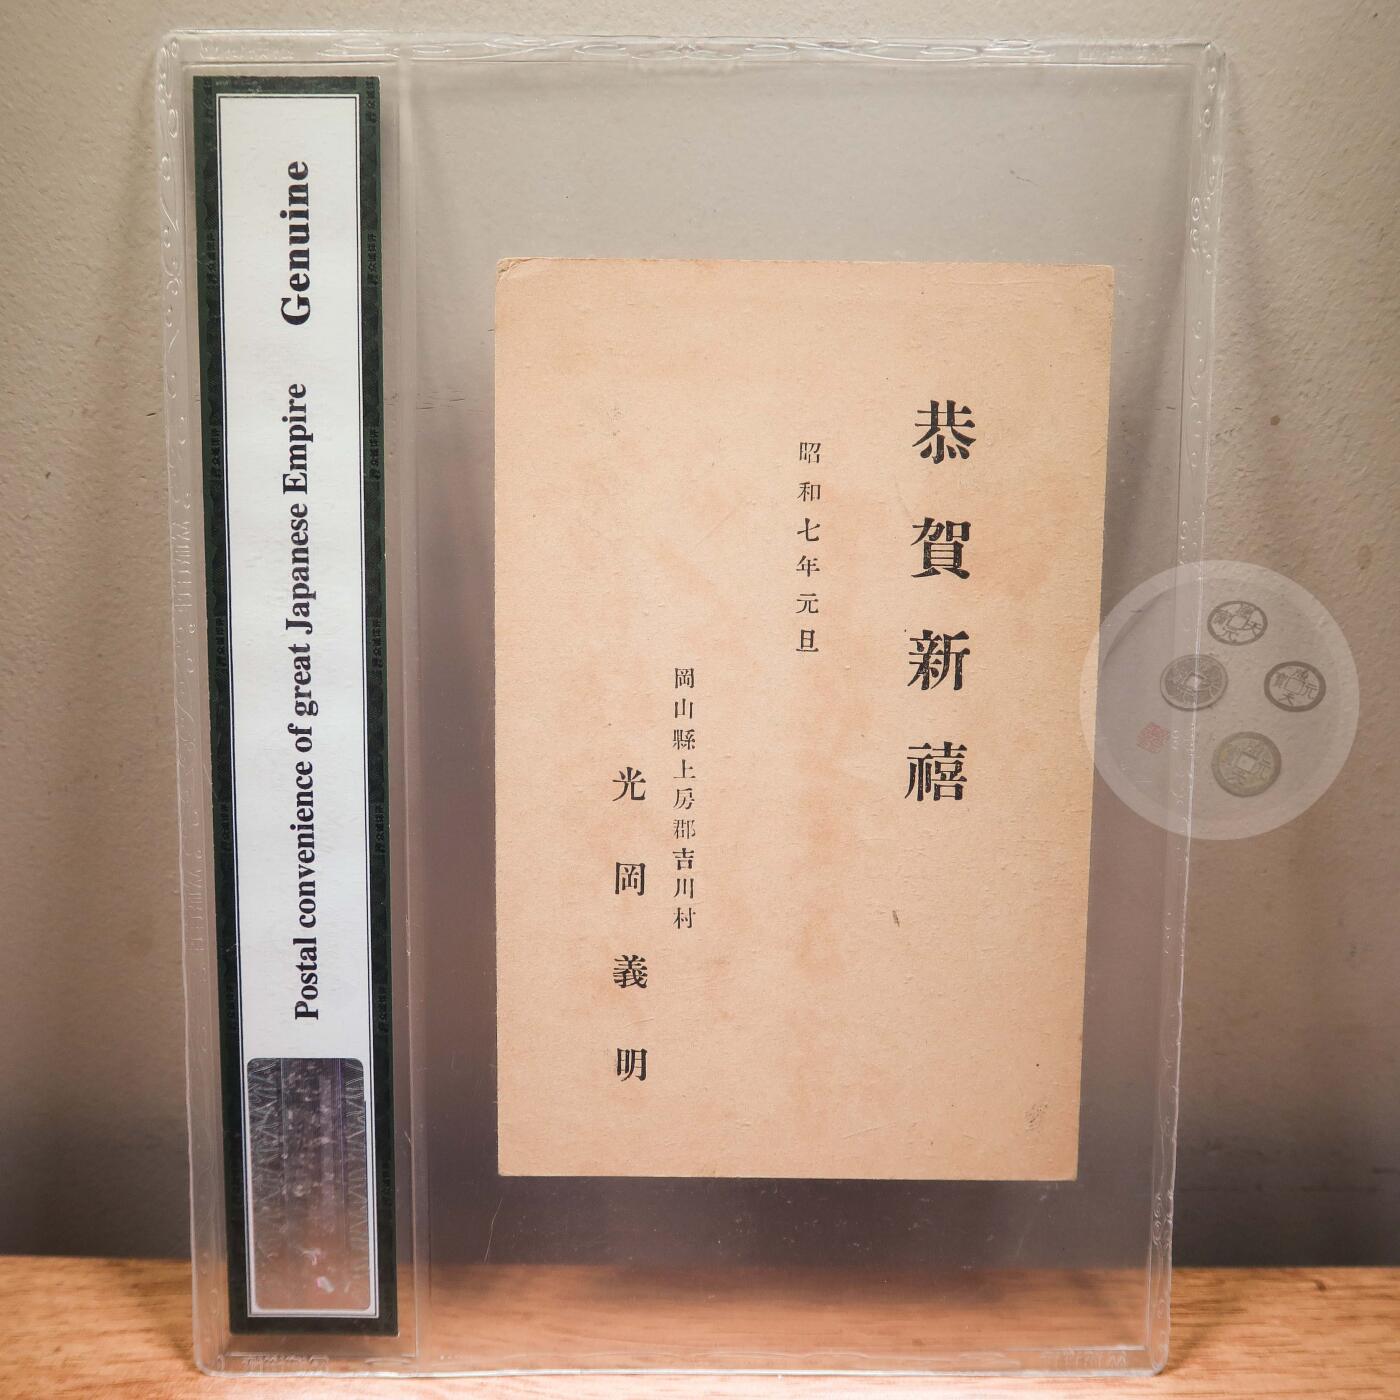 Genuine
Postal convenience of great Japanese Empire
恭賀新禧
昭和七年元旦
岡山縣上房郡吉川村
光岡義明